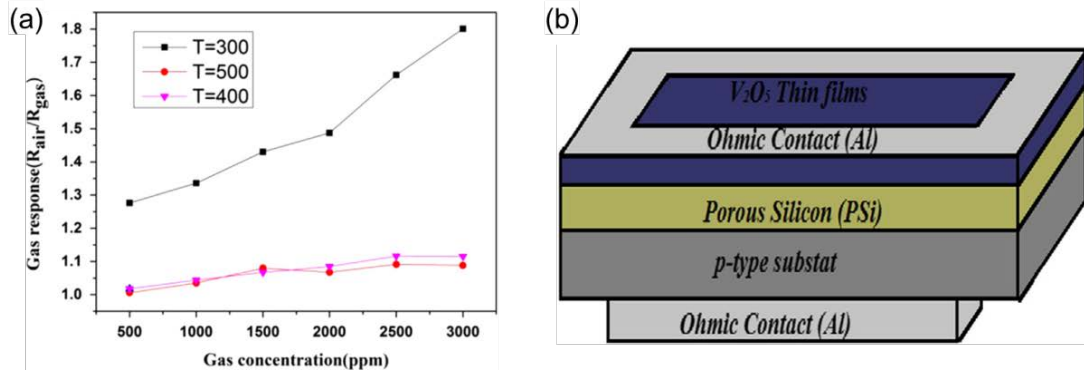 (a)
Gas response(Rair/Rgas)
1.8
1.7
1.6
1.5
1.4
1.3
1.2
1.1
1.0
T=300
T=500
T=400
500 1000 1500 2000 2500 3000
Gas concentration(ppm)
(b)
V2O5 Thin films
Ohmic Contact (Al)
Porous Silicon (PSi)
p-type substat
Ohmic Contact (Al)